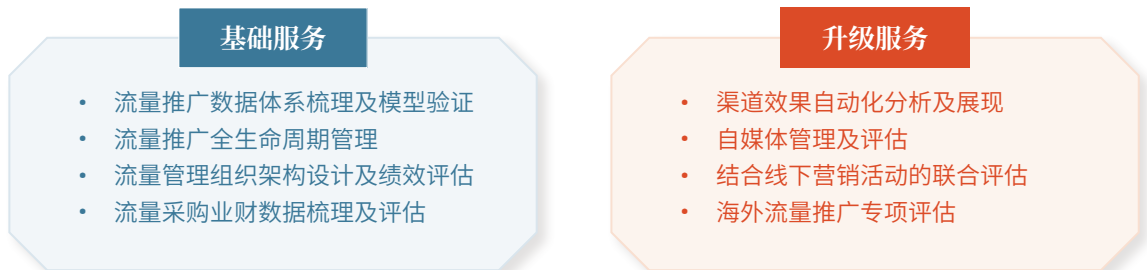 基础服务
• 流量推广数据体系梳理及模型验证
• 流量推广全生命周期管理
• 流量管理组织架构设计及绩效评估
• 流量采购业财数据梳理及评估
升级服务
• 渠道效果自动化分析及展现
• 自媒体管理及评估
• 结合线下营销活动的联合评估
• 海外流量推广专项评估